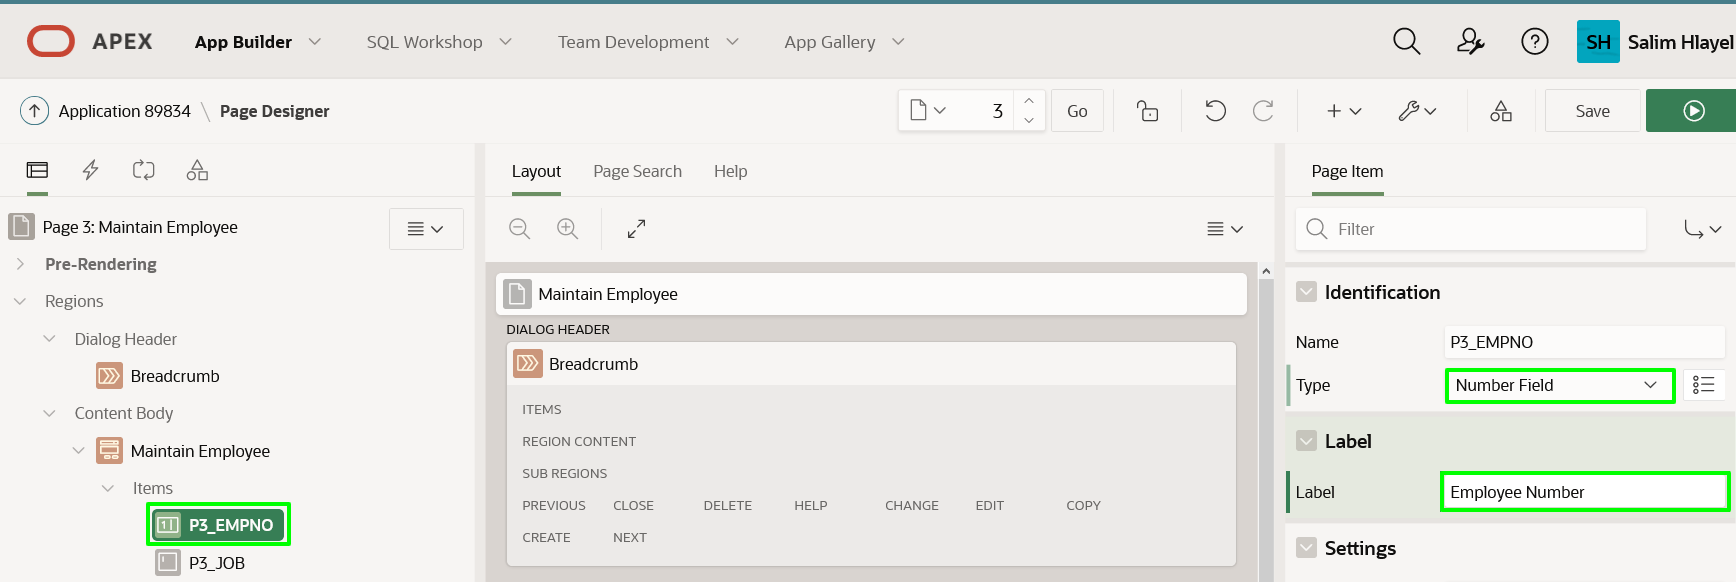 APEX App Builder SQL Workshop Team Development App Gallery SH Salim Hlayel
Application 89834 \ Page Designer 3 Go Save
Layout Page Search Help Page Item
Page 3: Maintain Employee
Filter
Pre-Rendering
Regions
Dialog Header
Breadcrumb
Content Body
Maintain Employee
Items
P3_EMPNO
P3_JOB
Maintain Employee
DIALOG HEADER
Breadcrumb
ITEMS
REGION CONTENT
SUB REGIONS
PREVIOUS CLOSE DELETE HELP CHANGE EDIT COPY
CREATE NEXT
Identification
Name P3_EMPNO
Type Number Field
Label
Label Employee Number
Settings